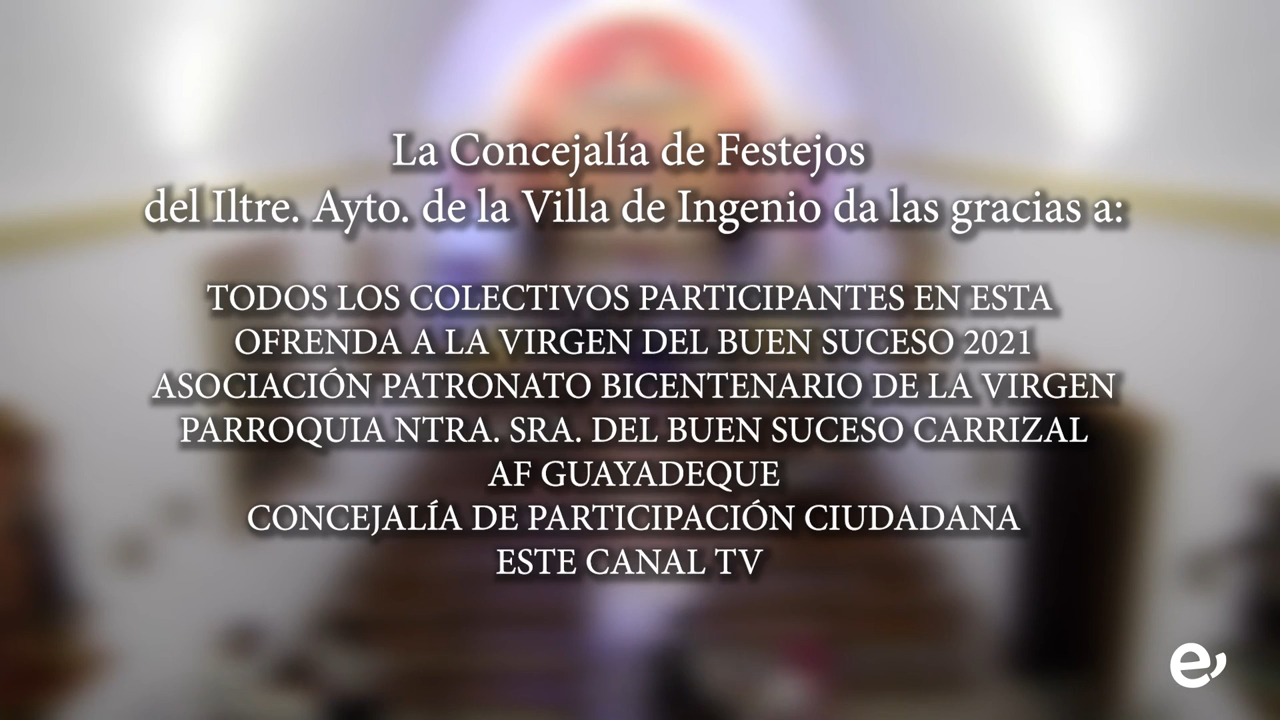 La Concejalía de Festejos
del Iltre. Ayto. de la Villa de Ingenio da las gracias a:
TODOS LOS COLECTIVOS PARTICIPANTES EN ESTA
OFRENDA A LA VIRGEN DEL BUEN SUCESO 2021
ASOCIACIÓN PATRONATO BICENTENARIO DE LA VIRGEN
PARROQUIA NTRA. SRA. DEL BUEN SUCESO CARRIZAL
AF GUAYADEQUE
CONCEJALÍA DE PARTICIPACIÓN CIUDADANA
ESTE CANAL TV
e